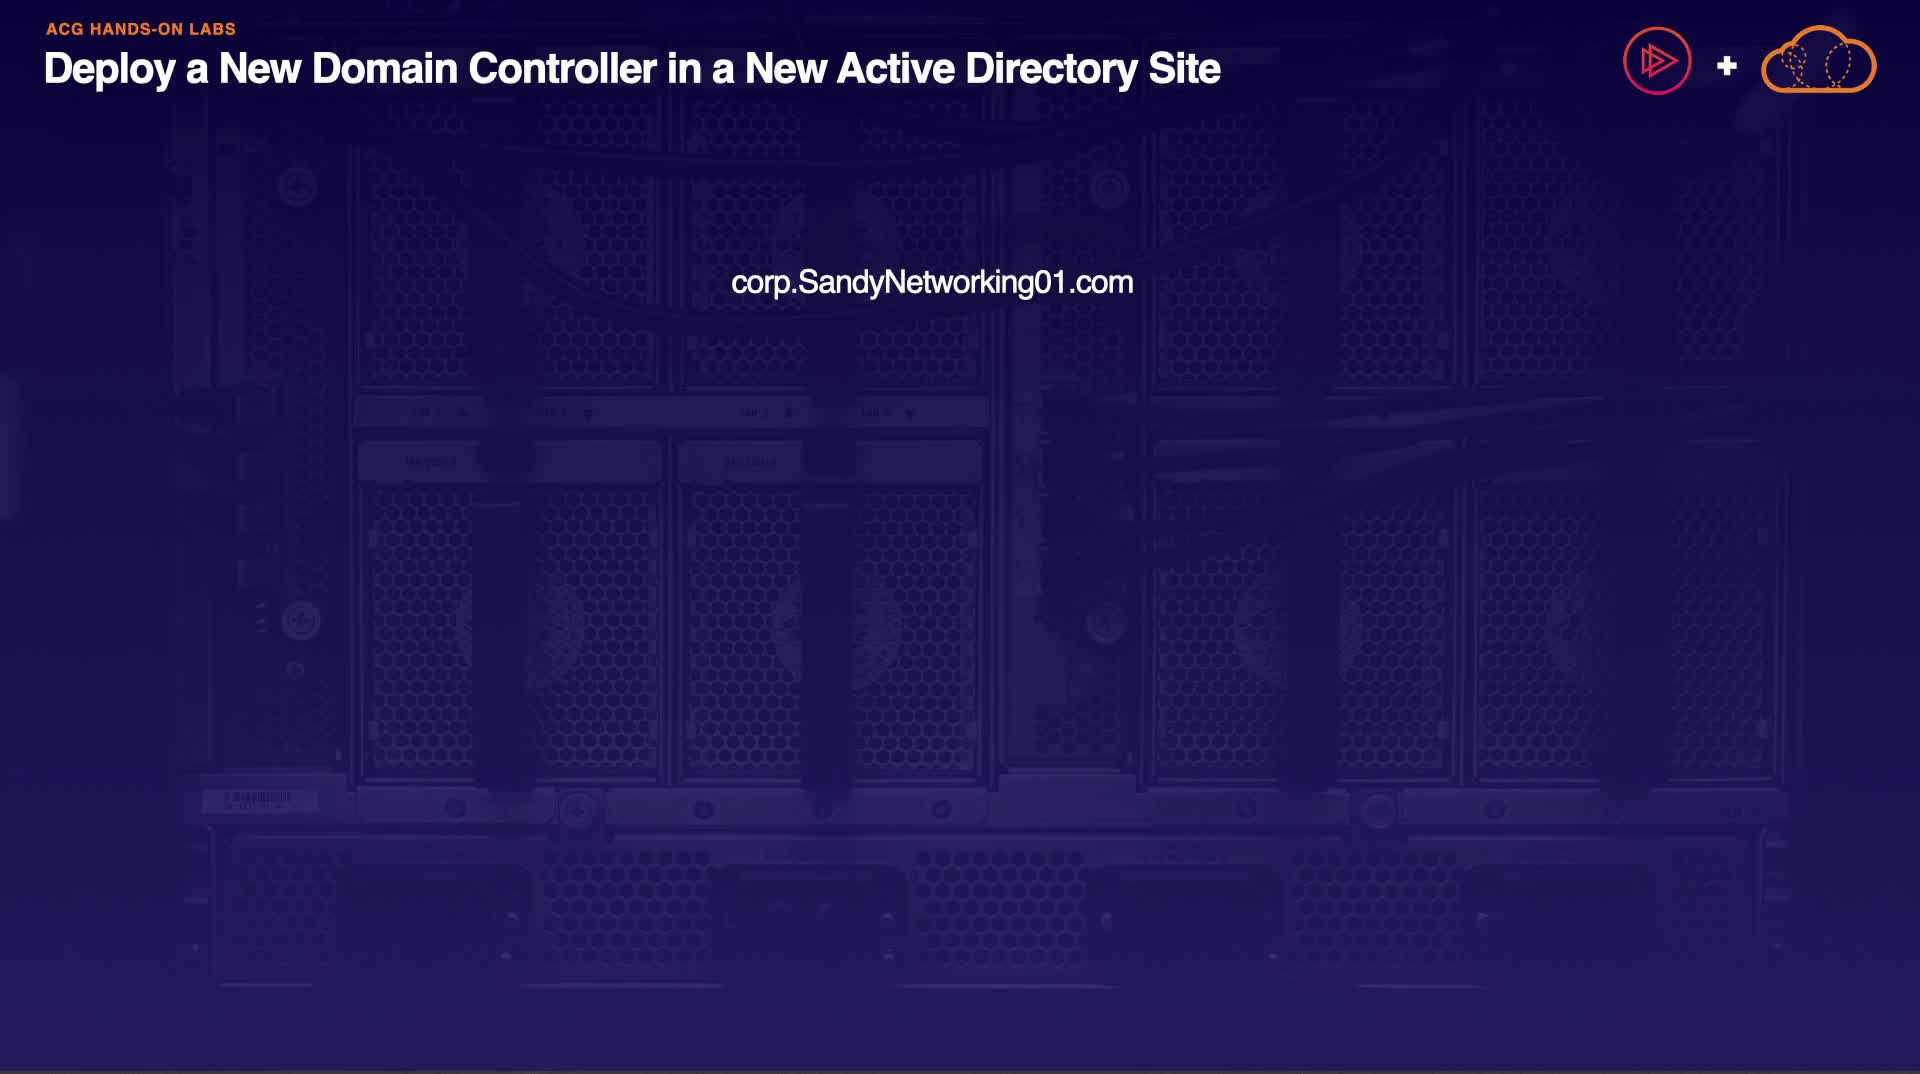 ACG HANDS-ON LABS
Deploy a New Domain Controller in a New Active Directory Site
corp.SandyNetworking01.com